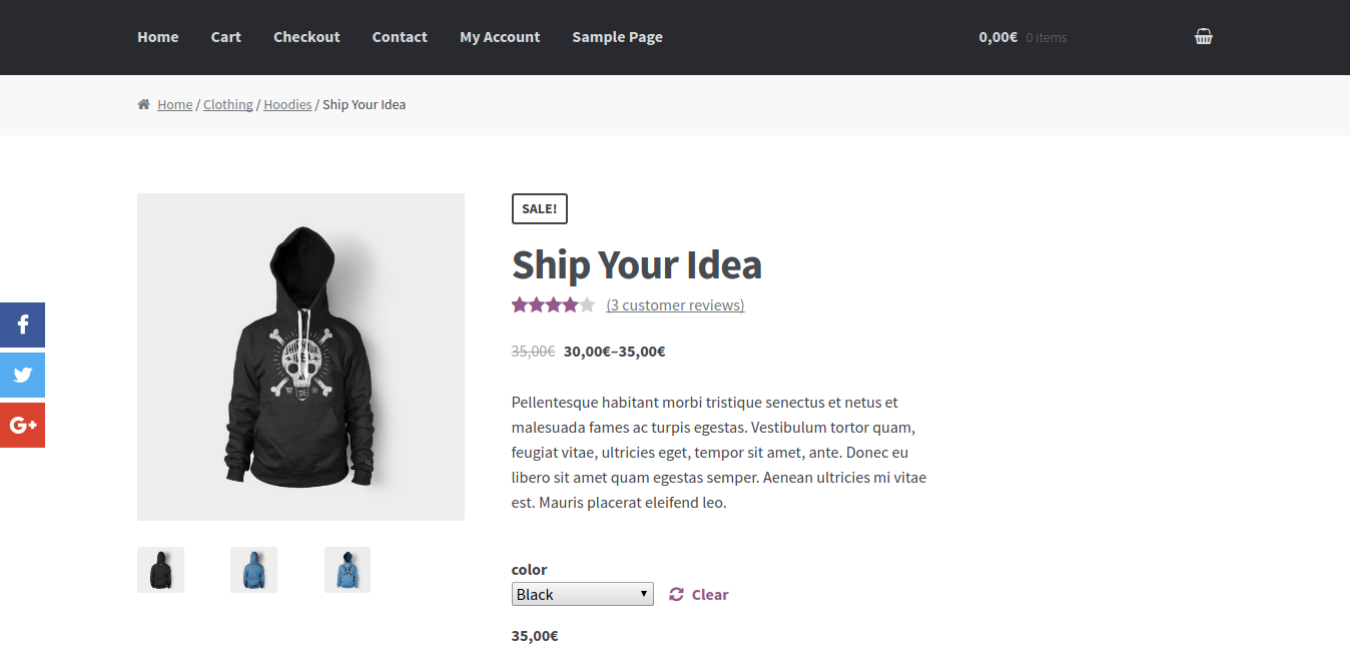 Home Cart Checkout Contact My Account Sample Page 0,00€ 0 items
Home / Clothing / Hoodies / Ship Your Idea
SALE!
Ship Your Idea
(3 customer reviews)
35,00€ 30,00€–35,00€
Pellentesque habitant morbi tristique senectus et netus et
malesuada fames ac turpis egestas. Vestibulum tortor quam,
feugiat vitae, ultricies eget, tempor sit amet, ante. Donec eu
libero sit amet quam egestas semper. Aenean ultricies mi vitae
est. Mauris placerat eleifend leo.
color
Black
Clear
35,00€
SHIP YOUR
IDEA
G+